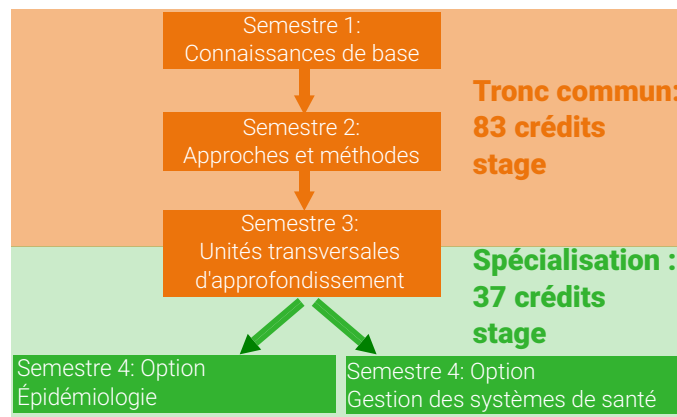 Semestre 1:
Connaissances de base
Semestre 2:
Approches et méthodes
Tronc commun:
83 crédits
stage
Semestre 3:
Unités transversales
d'approfondissement
Spécialisation :
37 crédits
stage
Semestre 4: Option
Épidémiologie
Semestre 4: Option
Gestion des systèmes de santé